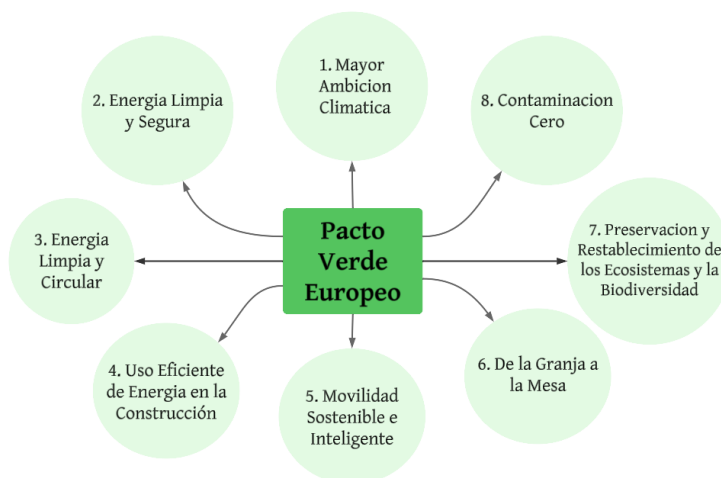 Pacto
Verde
Europeo
1. Mayor
Ambicion
Climatica
2. Energia Limpia
y Segura
3. Energia
Limpia y
Circular
4. Uso Eficiente
de Energia en la
Construcción
5. Movilidad
Sostenible e
Inteligente
6. De la Granja a
la Mesa
7. Preservacion y
Restablecimiento de
los Ecosistemas y la
Biodiversidad
8. Contaminacion
Cero